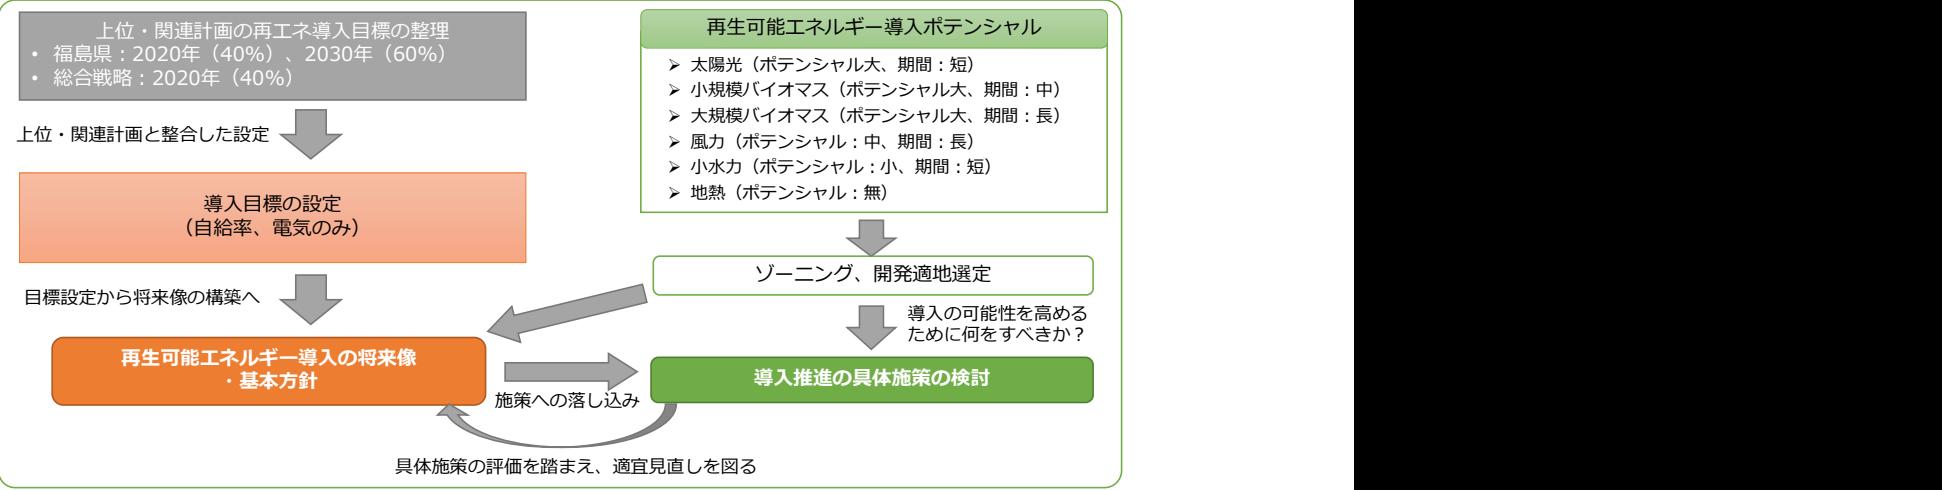 上位・関連計画の再エネ導入目標の整理
• 福島県：2020年（40%）、2030年（60%）
• 総合戦略：2020年（40%）
上位・関連計画と整合した設定
導入目標の設定
（自給率、電気のみ）
目標設定から将来像の構築へ
再生可能エネルギー導入の将来像
・基本方針
再生可能エネルギー導入ポテンシャル
➢ 太陽光（ポテンシャル大、期間：短）
➢ 小規模バイオマス（ポテンシャル大、期間：中）
➢ 大規模バイオマス（ポテンシャル大、期間：長）
➢ 風力（ポテンシャル：中、期間：長）
➢ 小水力（ポテンシャル：小、期間：短）
➢ 地熱（ポテンシャル：無）
ゾーニング、開発適地選定
導入の可能性を高める
ために何をすべきか？
導入推進の具体施策の検討
施策への落し込み
具体施策の評価を踏まえ、適宜見直しを図る